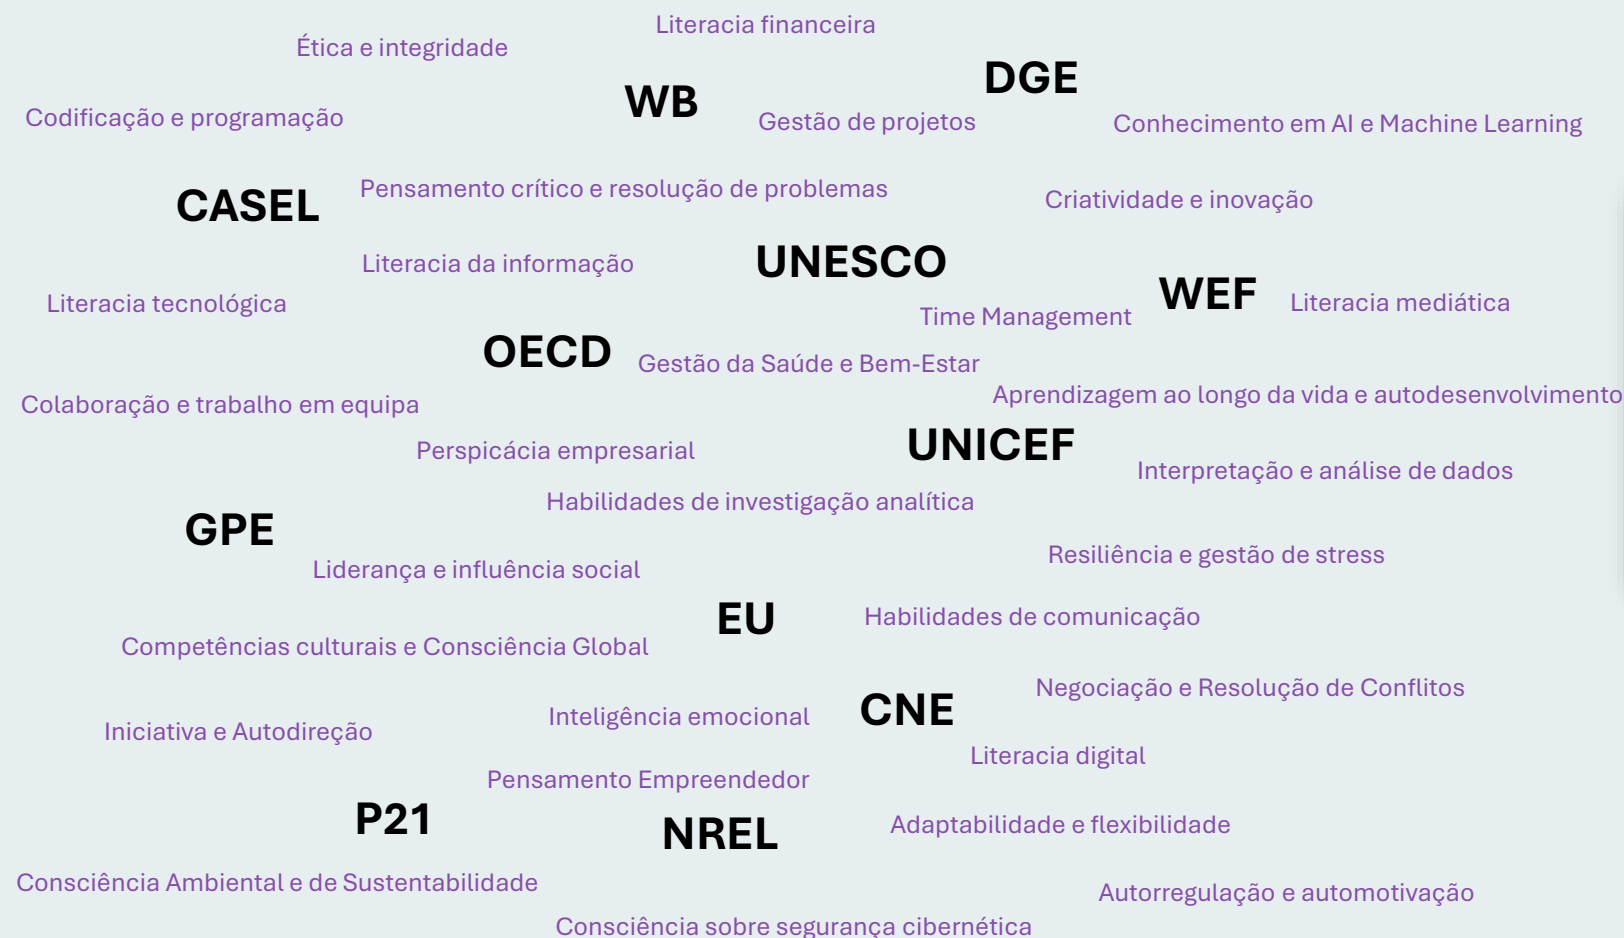 Literacia financeira
Ética e integridade
DGE
WB
Codificação e programação
Gestão de projetos
Conhecimento em AI e Machine Learning
Pensamento crítico e resolução de problemas
CASEL
Criatividade e inovação
Literacia da informação
UNESCO
WEF
Literacia mediática
Literacia tecnológica
Time Management
OECD
Gestão da Saúde e Bem-Estar
Aprendizagem ao longo da vida e autodesenvolvimento
Colaboração e trabalho em equipa
Perspicácia empresarial
UNICEF
Interpretação e análise de dados
Habilidades de investigação analítica
GPE
Resiliência e gestão de stress
Liderança e influência social
EU
Habilidades de comunicação
Competências culturais e Consciência Global
Negociação e Resolução de Conflitos
CNE
Inteligência emocional
Iniciativa e Autodireção
Literacia digital
Pensamento Empreendedor
P21
NREL
Adaptabilidade e flexibilidade
Consciência Ambiental e de Sustentabilidade
Autorregulação e automotivação
Consciência sobre segurança cibernética